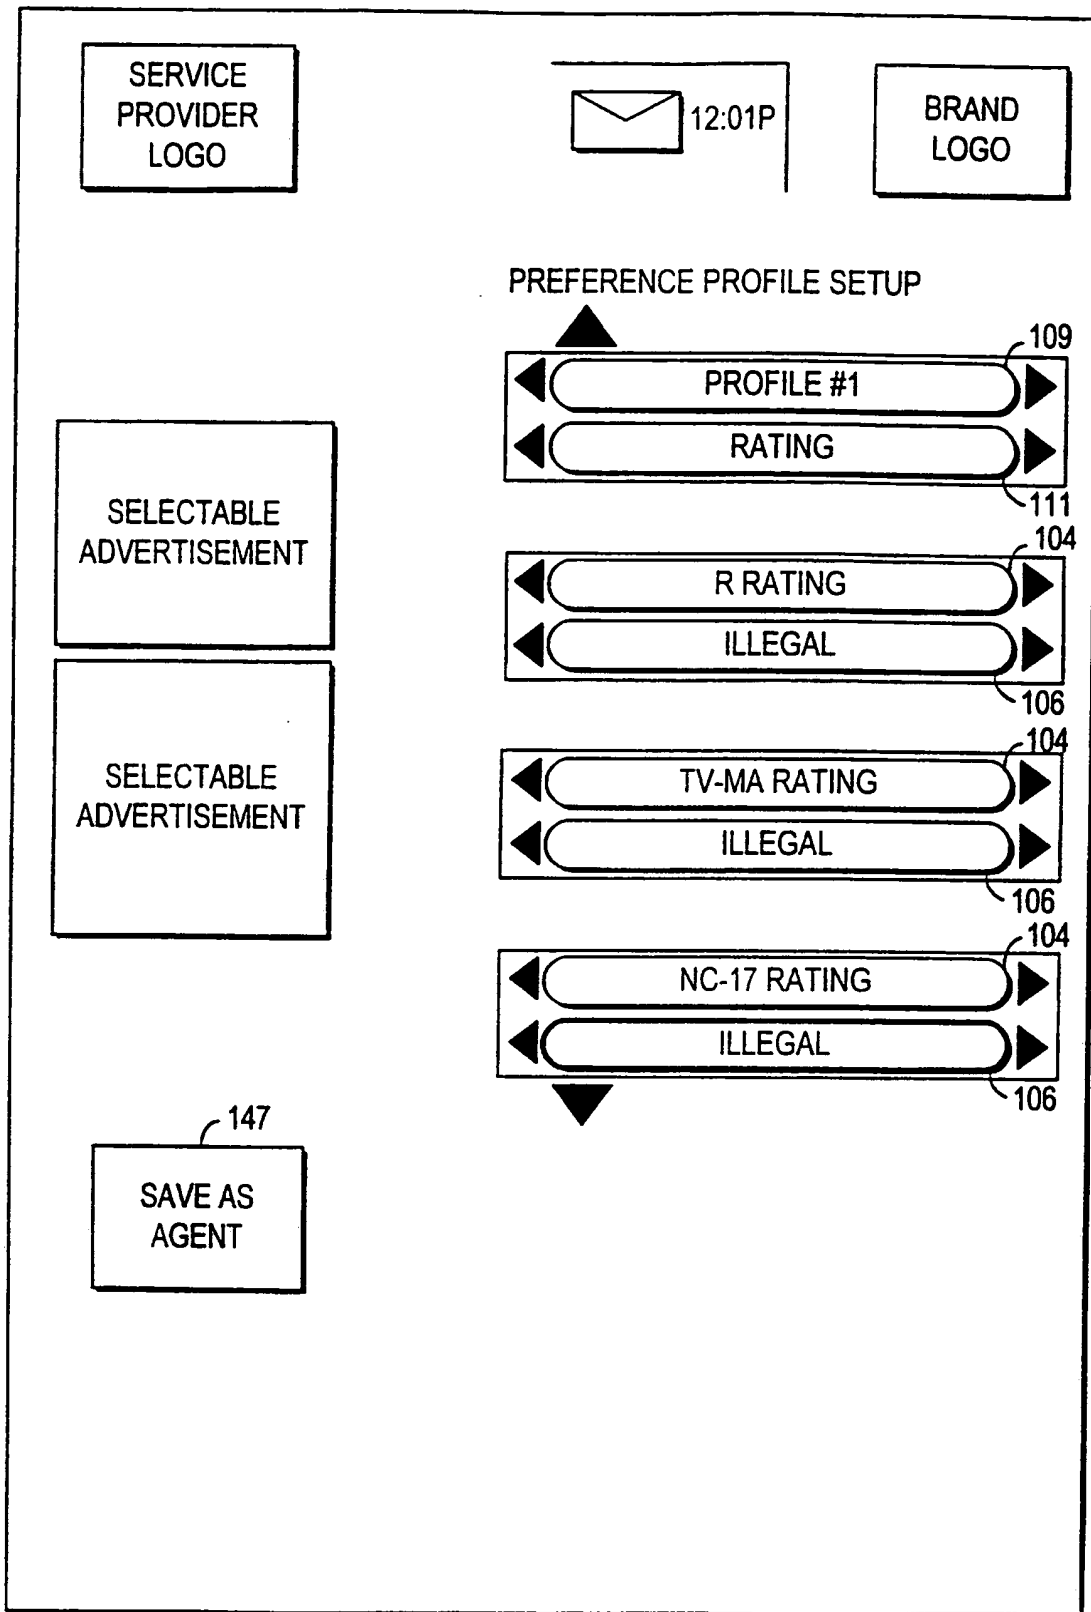 SERVICE
PROVIDER
LOGO
12:01P
BRAND
LOGO
PREFERENCE PROFILE SETUP
109
PROFILE #1
RATING
111
SELECTABLE
ADVERTISEMENT
104
R RATING
ILLEGAL
106
SELECTABLE
ADVERTISEMENT
104
TV-MA RATING
ILLEGAL
106
104
NC-17 RATING
ILLEGAL
106
147
SAVE AS
AGENT